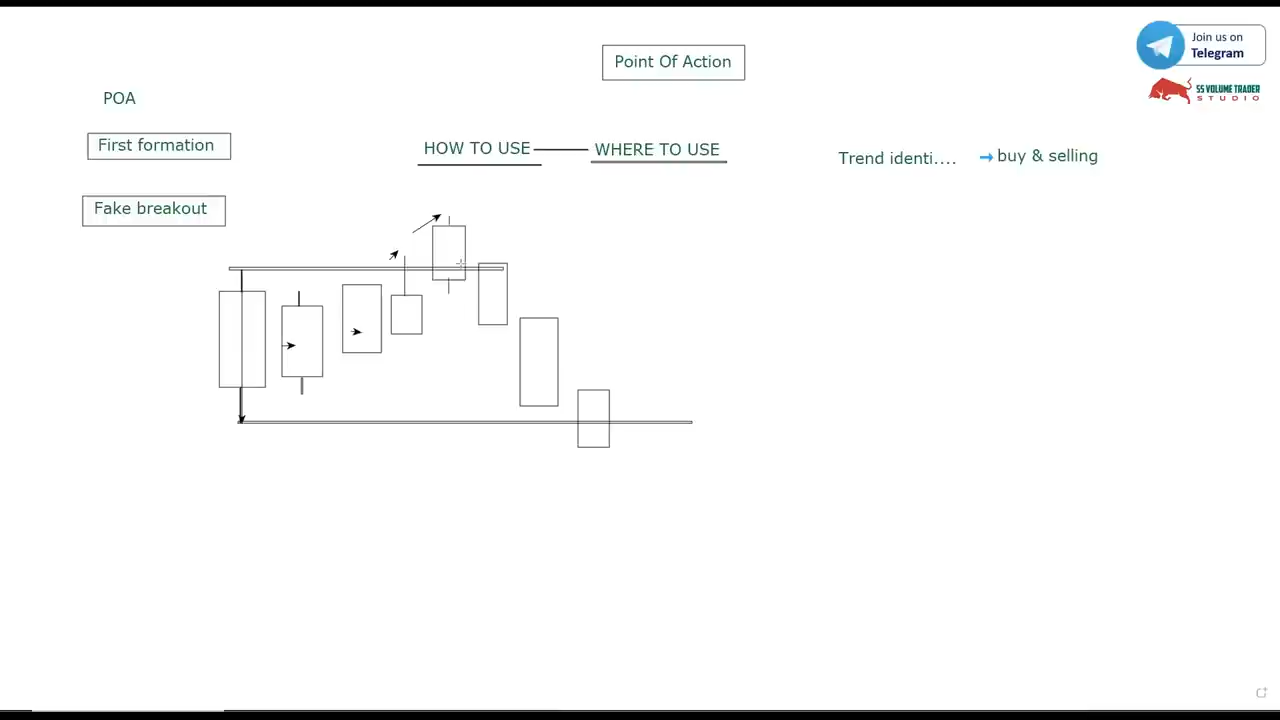 Point Of Action
Join us on
Telegram
SS VOLUME TRADER
STUDIO
POA
First formation
HOW TO USE
WHERE TO USE
Trend identi....
buy & selling
Fake breakout